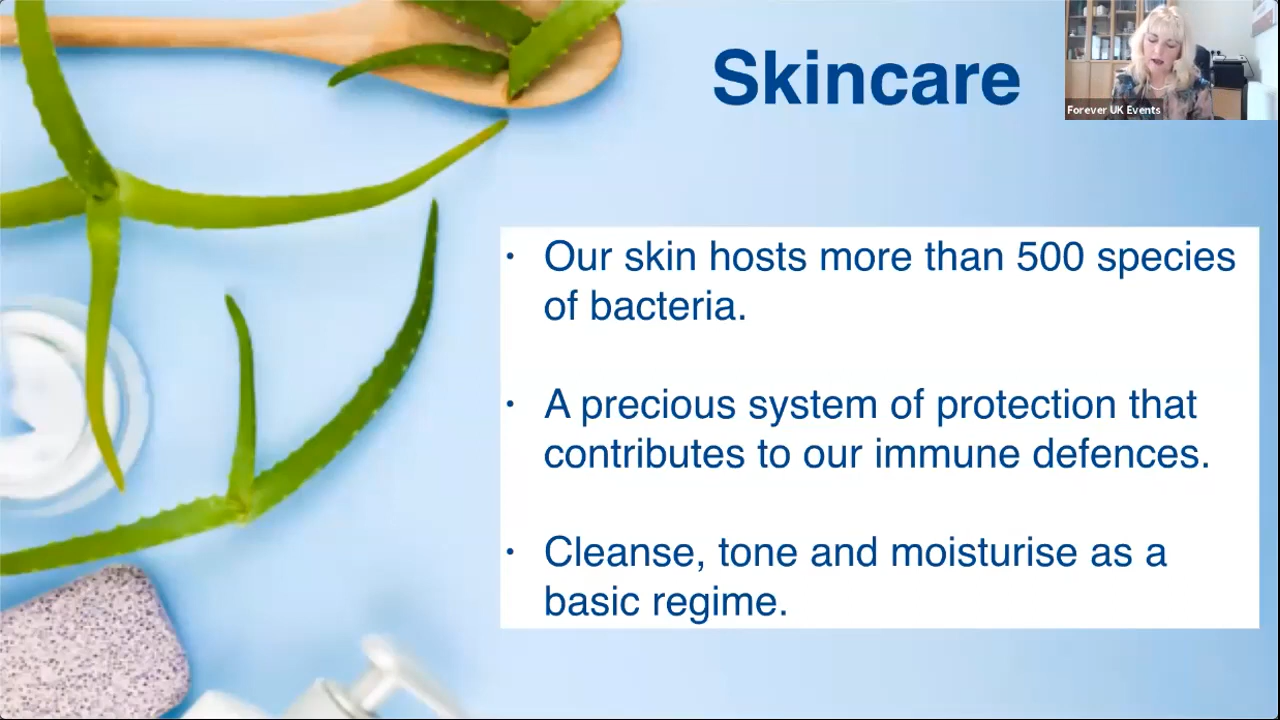 Skincare
Forever UK Events
• Our skin hosts more than 500 species
of bacteria.
• A precious system of protection that
contributes to our immune defences.
• Cleanse, tone and moisturise as a
basic regime.